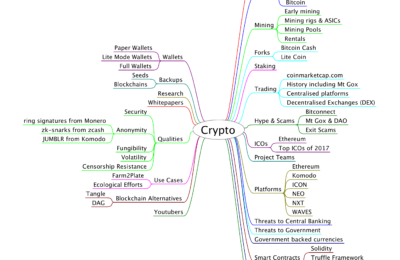 Bitcoin
Early mining
Mining rigs & ASICs
Mining
Mining Pools
Rentals
Paper Wallets
Lite Mode Wallets
Wallets
Full Wallets
Seeds
Backups
Blockchains
Research
Whitepapers
Security
ring signatures from Monero
zk-snarks from zcash
Anonymity
JUMBLR from Komodo
Qualities
Fungibility
Volatility
Censorship Resistance
Farm2Plate
Use Cases
Ecological Efforts
Tangle
Blockchain Alternatives
DAG
Youtubers
Crypto
Forks
Bitcoin Cash
Lite Coin
Staking
coinmarketcap.com
History including Mt Gox
Trading
Centralised platforms
Decentralised Exchanges (DEX)
Bitconnect
Hype & Scams
Mt Gox & DAO
Exit Scams
ICOs
Ethereum
Top ICOs of 2017
Project Teams
Ethereum
Komodo
ICON
Platforms
NEO
NXT
WAVES
Threats to Central Banking
Threats to Government
Government backed currencies
Solidity
Smart Contracts
Truffle Framework